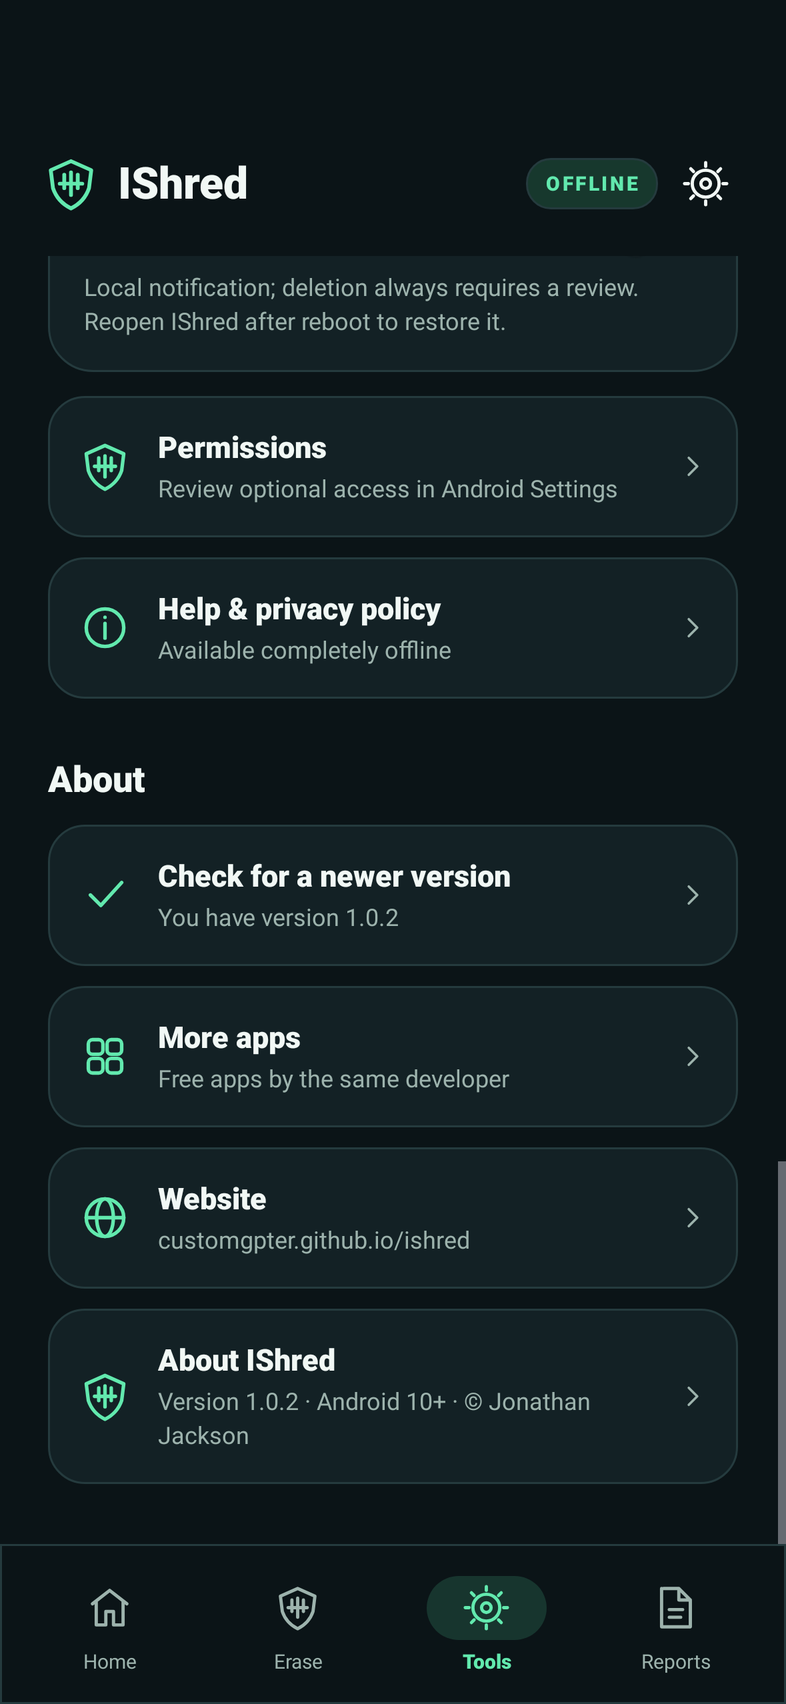 IShred
OFFLINE
Local notification; deletion always requires a review.
Reopen IShred after reboot to restore it.
Permissions
Review optional access in Android Settings
Help & privacy policy
Available completely offline
About
Check for a newer version
You have version 1.0.2
More apps
Free apps by the same developer
Website
customgpter.github.io/ishred
About IShred
Version 1.0.2 · Android 10+ · © Jonathan
Jackson
Home
Erase
Tools
Reports